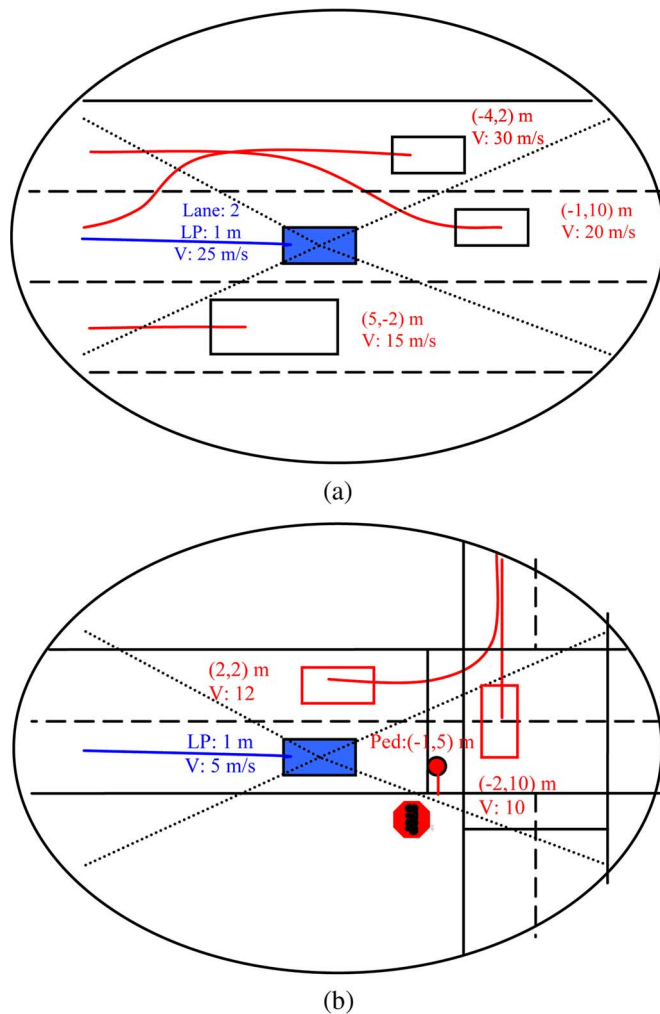 (-4,2) m
V: 30 m/s
Lane: 2
LP: 1 m
V: 25 m/s
(-1,10) m
V: 20 m/s
(5,-2) m
V: 15 m/s
(a)
(2,2) m
V: 12
LP: 1 m
V: 5 m/s
Ped:(-1,5) m
(-2,10) m
V: 10
STOP
(b)